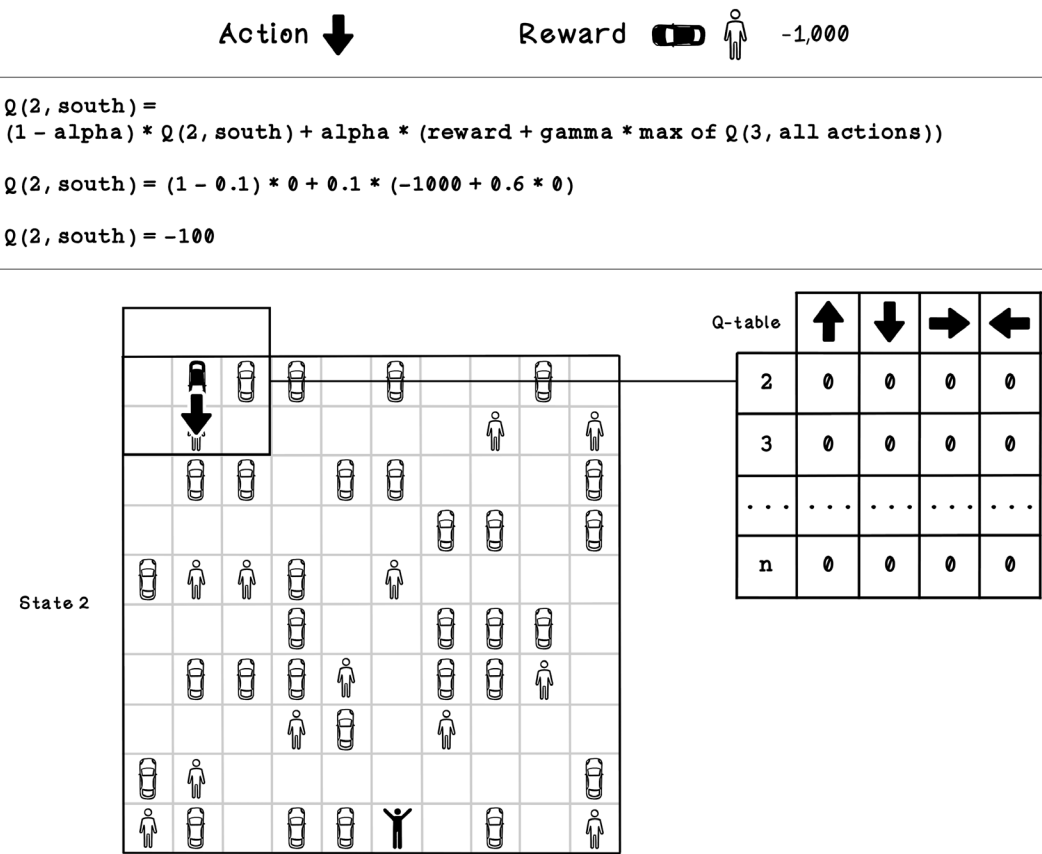 Action Reward -1,000
Q(2, south) =
(1 - alpha) * Q(2, south) + alpha * (reward + gamma * max of Q(3, all actions))
Q(2, south) = (1 - 0.1) * 0 + 0.1 * (-1000 + 0.6 * 0)
Q(2, south) = -100
Q-table
2 0 0 0 0
3 0 0 0 0
... ... ... ... ...
n 0 0 0 0
State 2